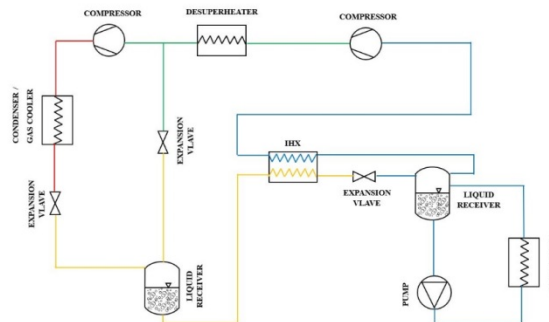 COMPRESSOR
DESUPERHEATER
COMPRESSOR
CONDENSER /
GAS COOLER
EXPANSION
VLAVE
IHX
EXPANSION
VLAVE
LIQUID
RECEIVER
EXPANSION
VLAVE
LIQUID
RECEIVER
PUMP